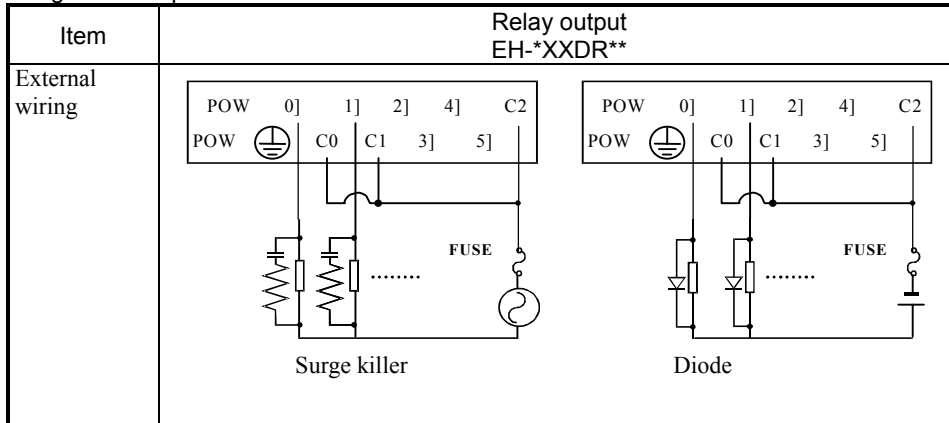 Item
Relay output
EH-*XXDR**
External
wiring
POW 0] 1] 2] 4] C2
POW C0 C1 3] 5]
FUSE
........
Surge killer
POW 0] 1] 2] 4] C2
POW C0 C1 3] 5]
FUSE
........
Diode